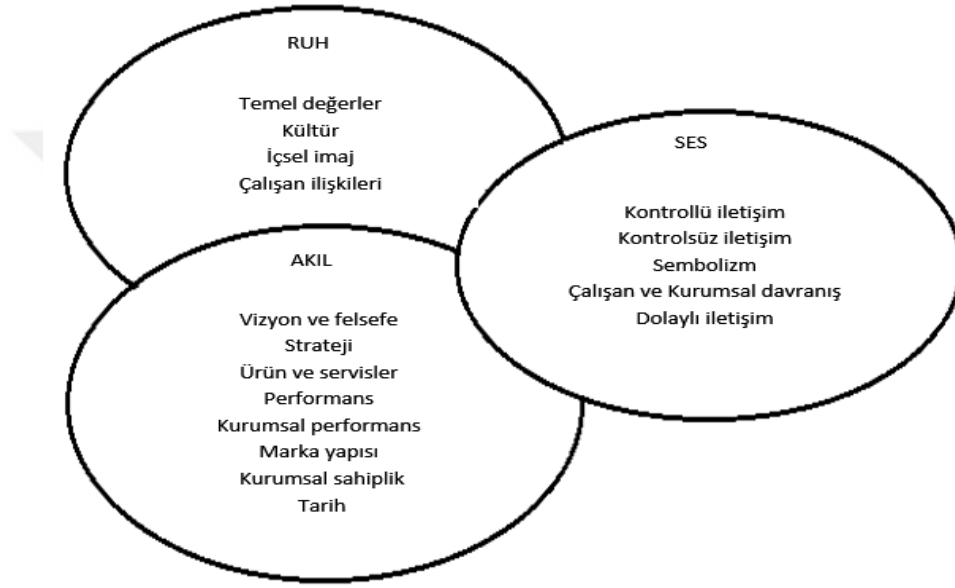 RUH
Temel değerler
Kültür
İçsel imaj
Çalışan ilişkileri
SES
Kontrollü iletişim
Kontrolsüz iletişim
Sembolizm
Çalışan ve Kurumsal davranış
Dolaylı iletişim
AKIL
Vizyon ve felsefe
Strateji
Ürün ve servisler
Performans
Kurumsal performans
Marka yapısı
Kurumsal sahiplik
Tarih